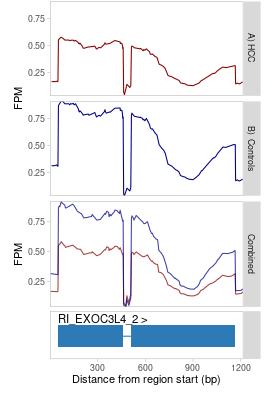 0.75
0.50
0.25
A) HCC
FPM
0.75
0.50
0.25
B) Controls
0.75
0.50
0.25
FPM
Combined
RI_EXOC3L4_2 >
300 600 900 1200
Distance from region start (bp)